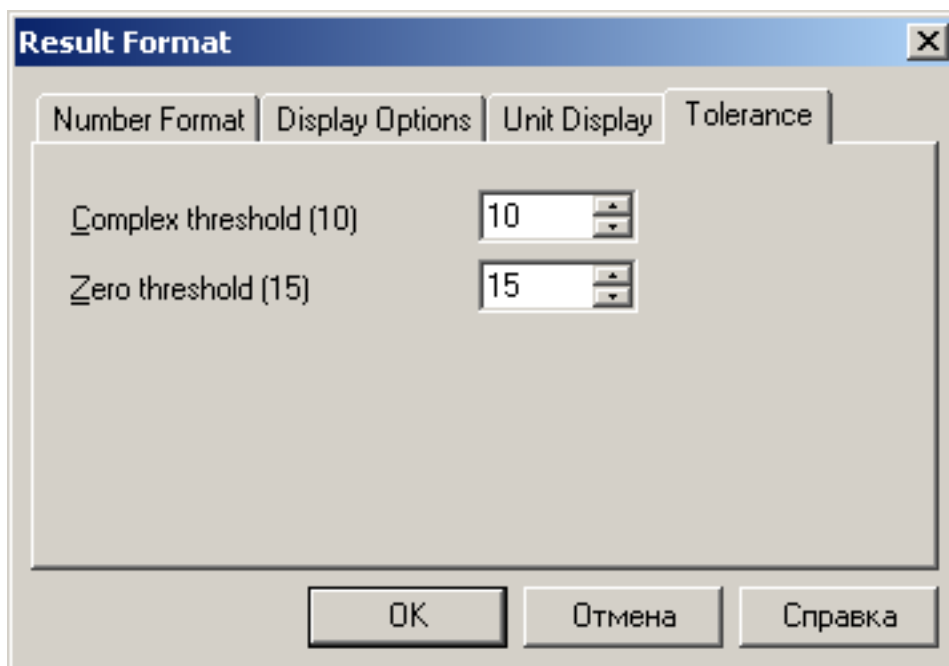 Result Format
Number Format Display Options Unit Display Tolerance
Complex threshold (10) 10
Zero threshold (15) 15
OK Отмена Справка